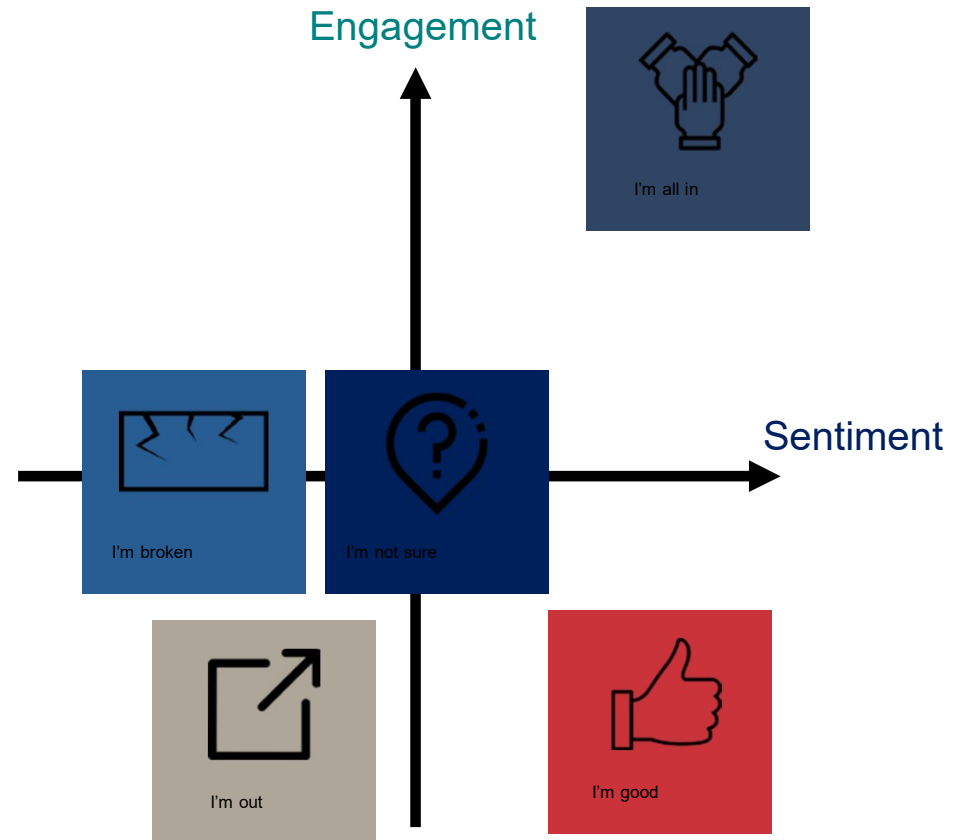 Engagement
I'm all in
Sentiment
I'm broken
I'm not sure
I'm out
I'm good